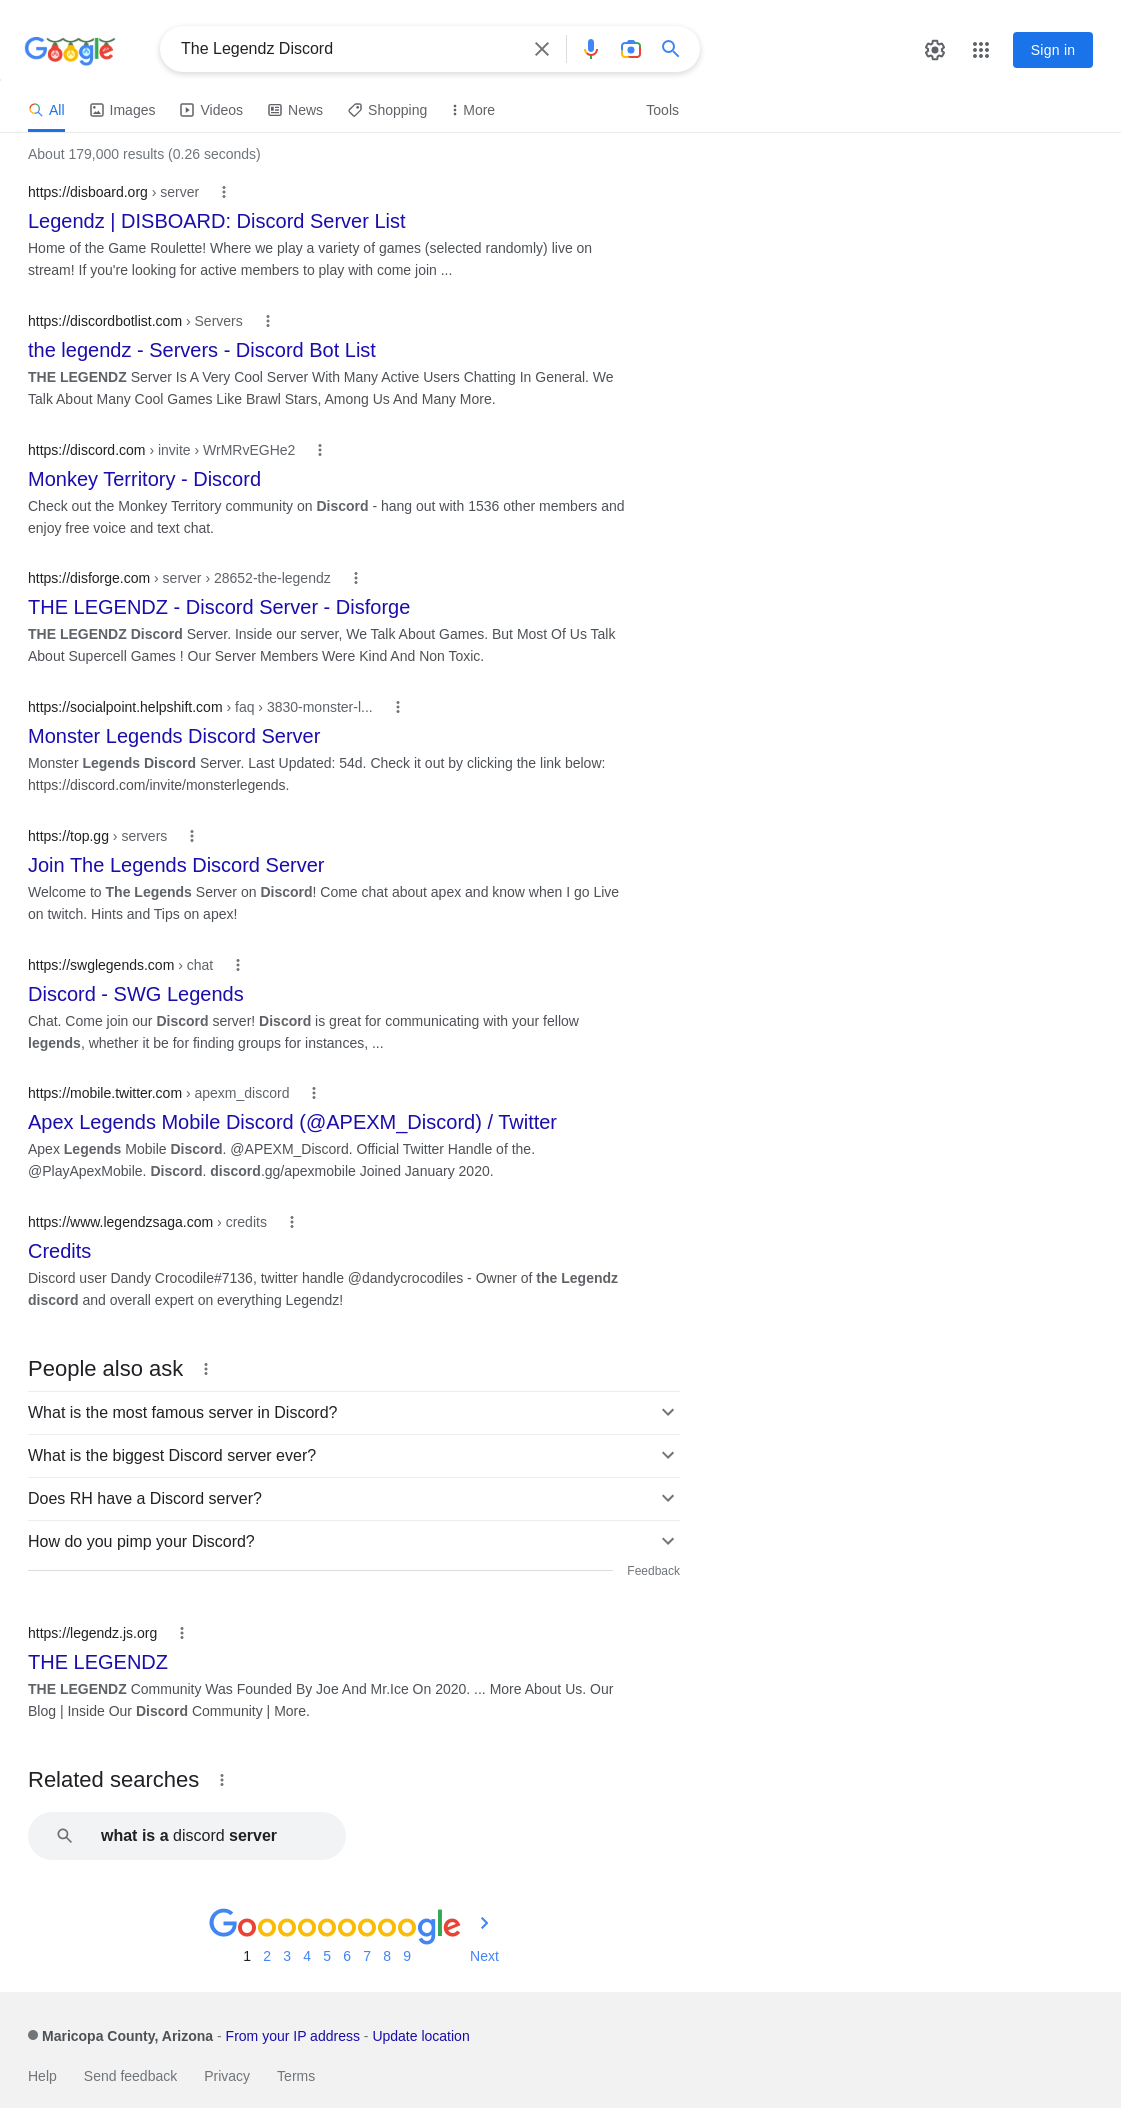 Google
The Legendz Discord
Sign in
All Images Videos News Shopping More Tools
About 179,000 results (0.26 seconds)
https://disboard.org › server
Legendz | DISBOARD: Discord Server List
Home of the Game Roulette! Where we play a variety of games (selected randomly) live on
stream! If you're looking for active members to play with come join ...
https://discordbotlist.com › Servers
the legendz - Servers - Discord Bot List
THE LEGENDZ Server Is A Very Cool Server With Many Active Users Chatting In General. We
Talk About Many Cool Games Like Brawl Stars, Among Us And Many More.
https://discord.com › invite › WrMRvEGHe2
Monkey Territory - Discord
Check out the Monkey Territory community on Discord - hang out with 1536 other members and
enjoy free voice and text chat.
https://disforge.com › server › 28652-the-legendz
THE LEGENDZ - Discord Server - Disforge
THE LEGENDZ Discord Server. Inside our server, We Talk About Games. But Most Of Us Talk
About Supercell Games ! Our Server Members Were Kind And Non Toxic.
https://socialpoint.helpshift.com › faq › 3830-monster-l...
Monster Legends Discord Server
Monster Legends Discord Server. Last Updated: 54d. Check it out by clicking the link below:
https://discord.com/invite/monsterlegends.
https://top.gg › servers
Join The Legends Discord Server
Welcome to The Legends Server on Discord! Come chat about apex and know when I go Live
on twitch. Hints and Tips on apex!
https://swglegends.com › chat
Discord - SWG Legends
Chat. Come join our Discord server! Discord is great for communicating with your fellow
legends, whether it be for finding groups for instances, ...
https://mobile.twitter.com › apexm_discord
Apex Legends Mobile Discord (@APEXM_Discord) / Twitter
Apex Legends Mobile Discord. @APEXM_Discord. Official Twitter Handle of the.
@PlayApexMobile. Discord. discord.gg/apexmobile Joined January 2020.
https://www.legendzsaga.com › credits
Credits
Discord user Dandy Crocodile#7136, twitter handle @dandycrocodiles - Owner of the Legendz
discord and overall expert on everything Legendz!
People also ask
What is the most famous server in Discord?
What is the biggest Discord server ever?
Does RH have a Discord server?
How do you pimp your Discord?
Feedback
https://legendz.js.org
THE LEGENDZ
THE LEGENDZ Community Was Founded By Joe And Mr.Ice On 2020. ... More About Us. Our
Blog | Inside Our Discord Community | More.
Related searches
what is a discord server
Goooooooooogle
1 2 3 4 5 6 7 8 9 Next
Maricopa County, Arizona - From your IP address - Update location
Help Send feedback Privacy Terms